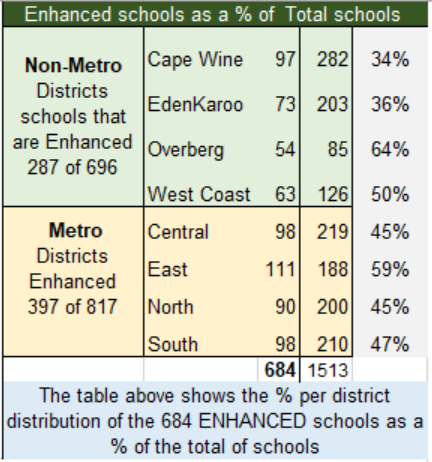 Enhanced schools as a % of Total schools
Non-Metro
Districts
schools that
are Enhanced
287 of 696
Cape Wine 97 282 34%
EdenKaroo 73 203 36%
Overberg 54 85 64%
West Coast 63 126 50%
Metro
Districts
Enhanced
397 of 817
Central 98 219 45%
East 111 188 59%
North 90 200 45%
South 98 210 47%
684 1513
The table above shows the % per district
distribution of the 684 ENHANCED schools as a
% of the total of schools